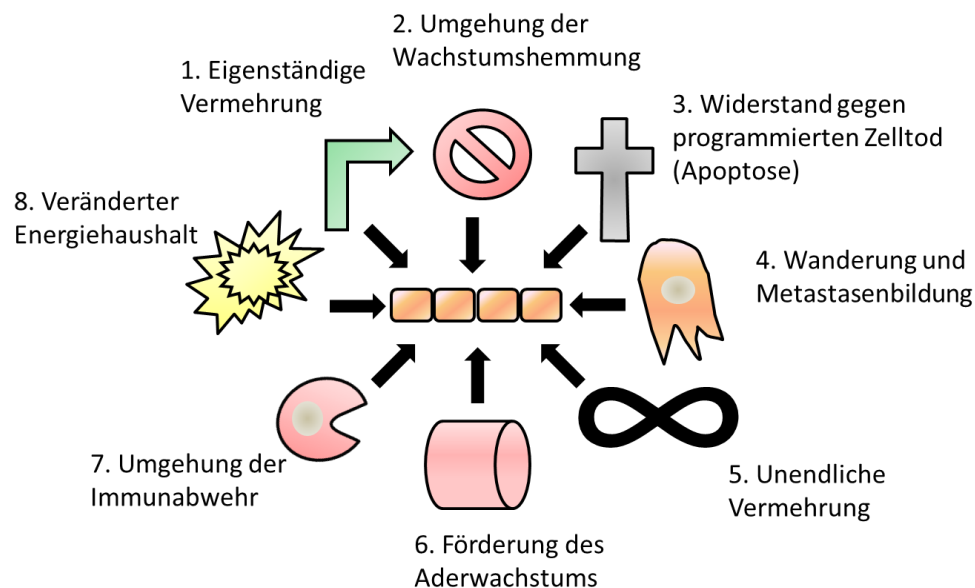 1. Eigenständige
Vermehrung
2. Umgehung der
Wachstumshemmung
3. Widerstand gegen
programmierten Zelltod
(Apoptose)
4. Wanderung und
Metastasenbildung
5. Unendliche
Vermehrung
6. Förderung des
Aderwachstums
7. Umgehung der
Immunabwehr
8. Veränderter
Energiehaushalt